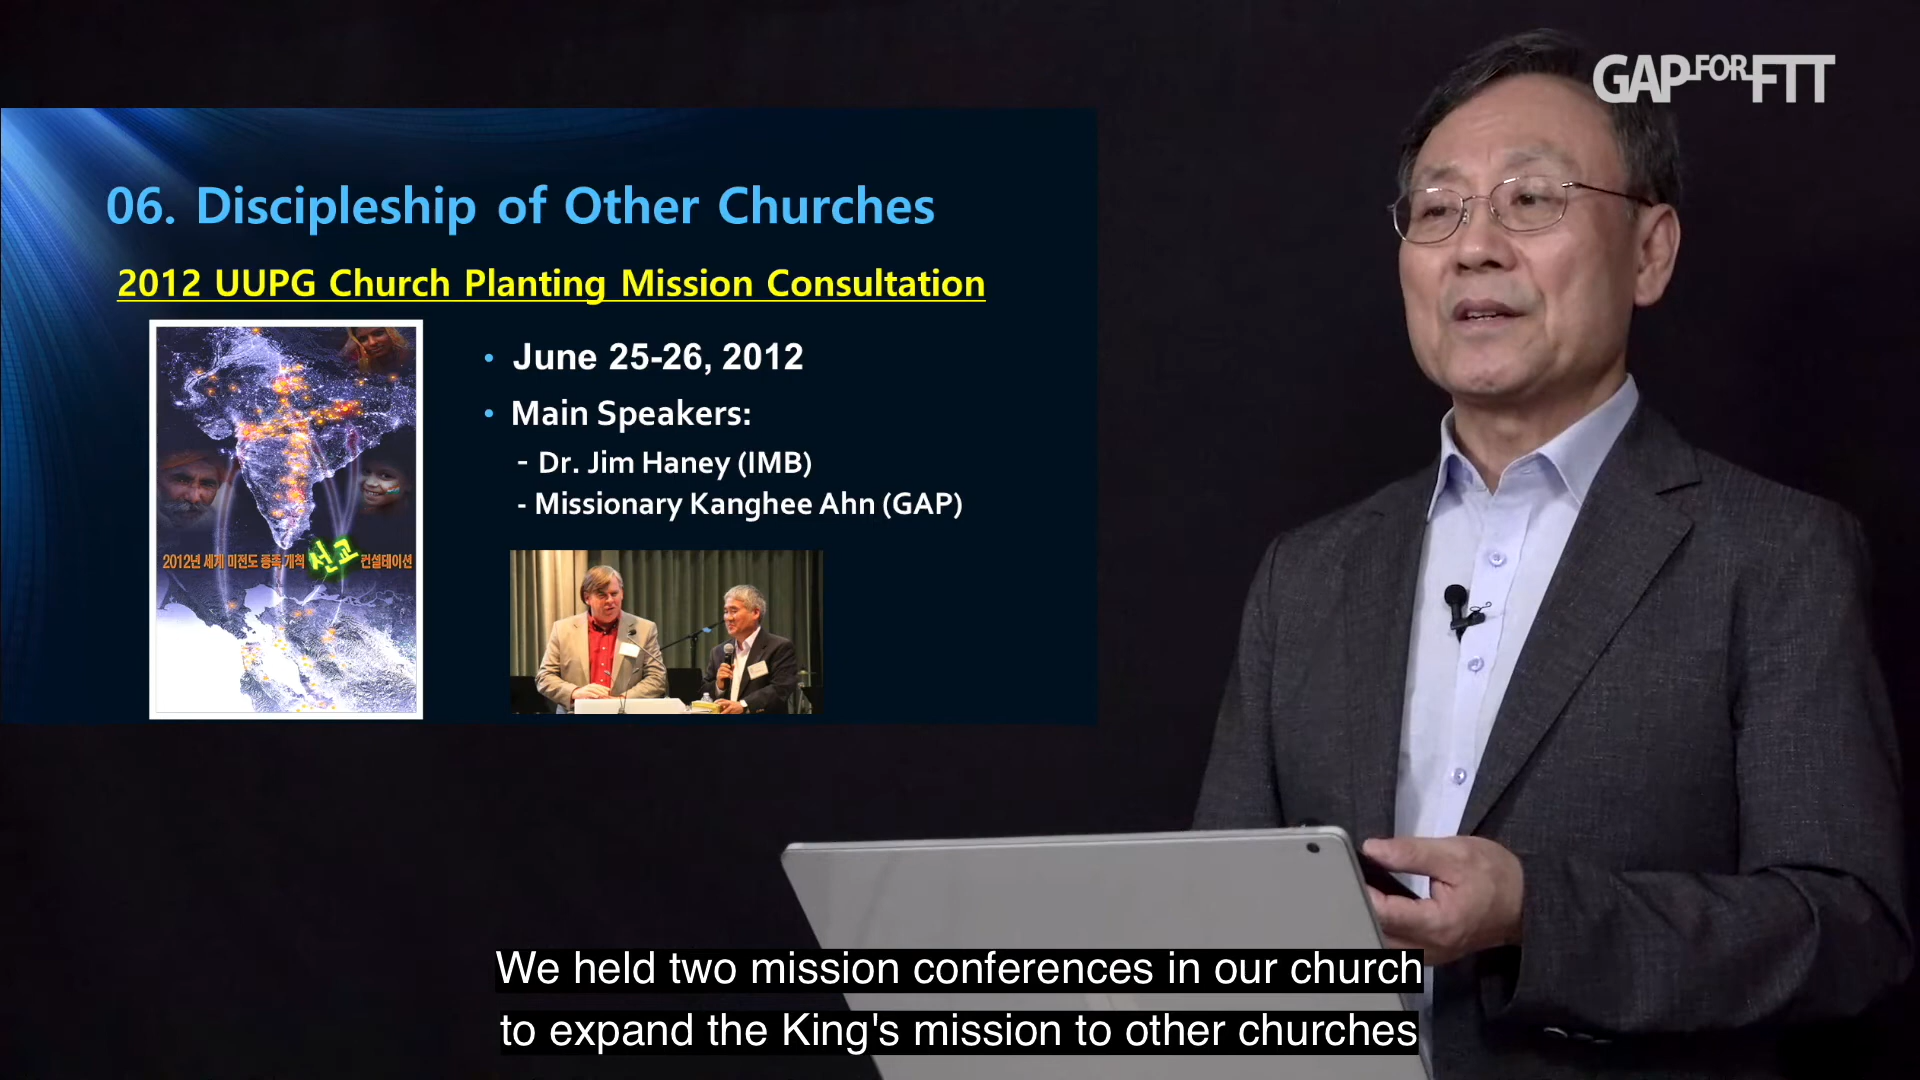 GAP FOR FTT
06. Discipleship of Other Churches
2012 UUPG Church Planting Mission Consultation
• June 25-26, 2012
• Main Speakers:
- Dr. Jim Haney (IMB)
- Missionary Kanghee Ahn (GAP)
2012년 세계 미전도 종족 개척 선교 컨설테이션
We held two mission conferences in our church
to expand the King's mission to other churches